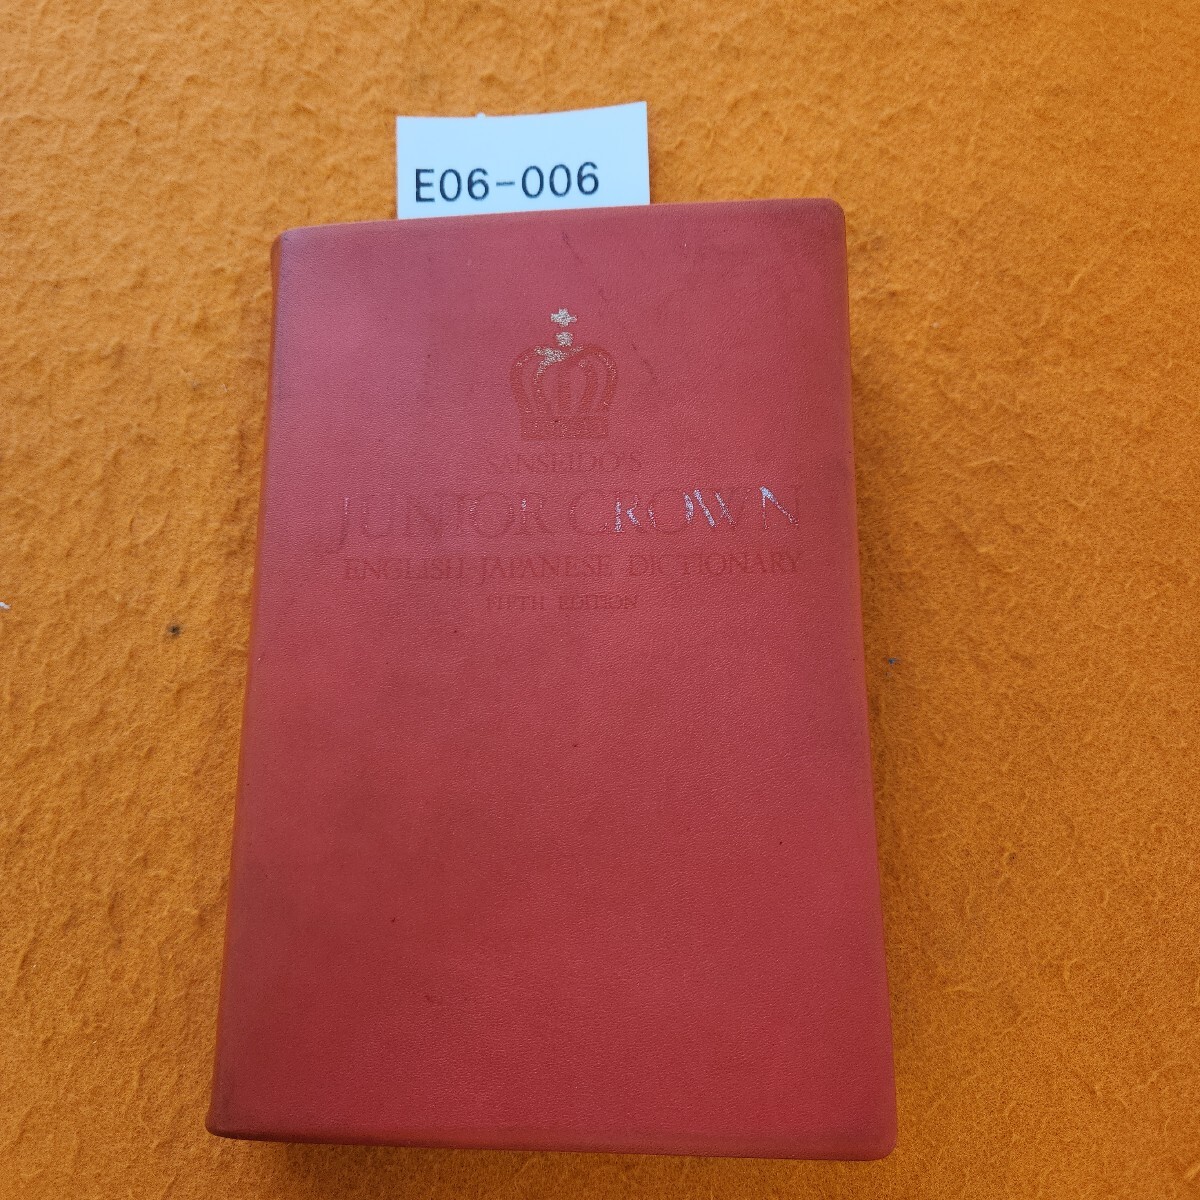 E06-006
SANSEIDO'S
JUNIOR CROWN
ENGLISH JAPANESE DICTIONARY
FIFTH EDITION